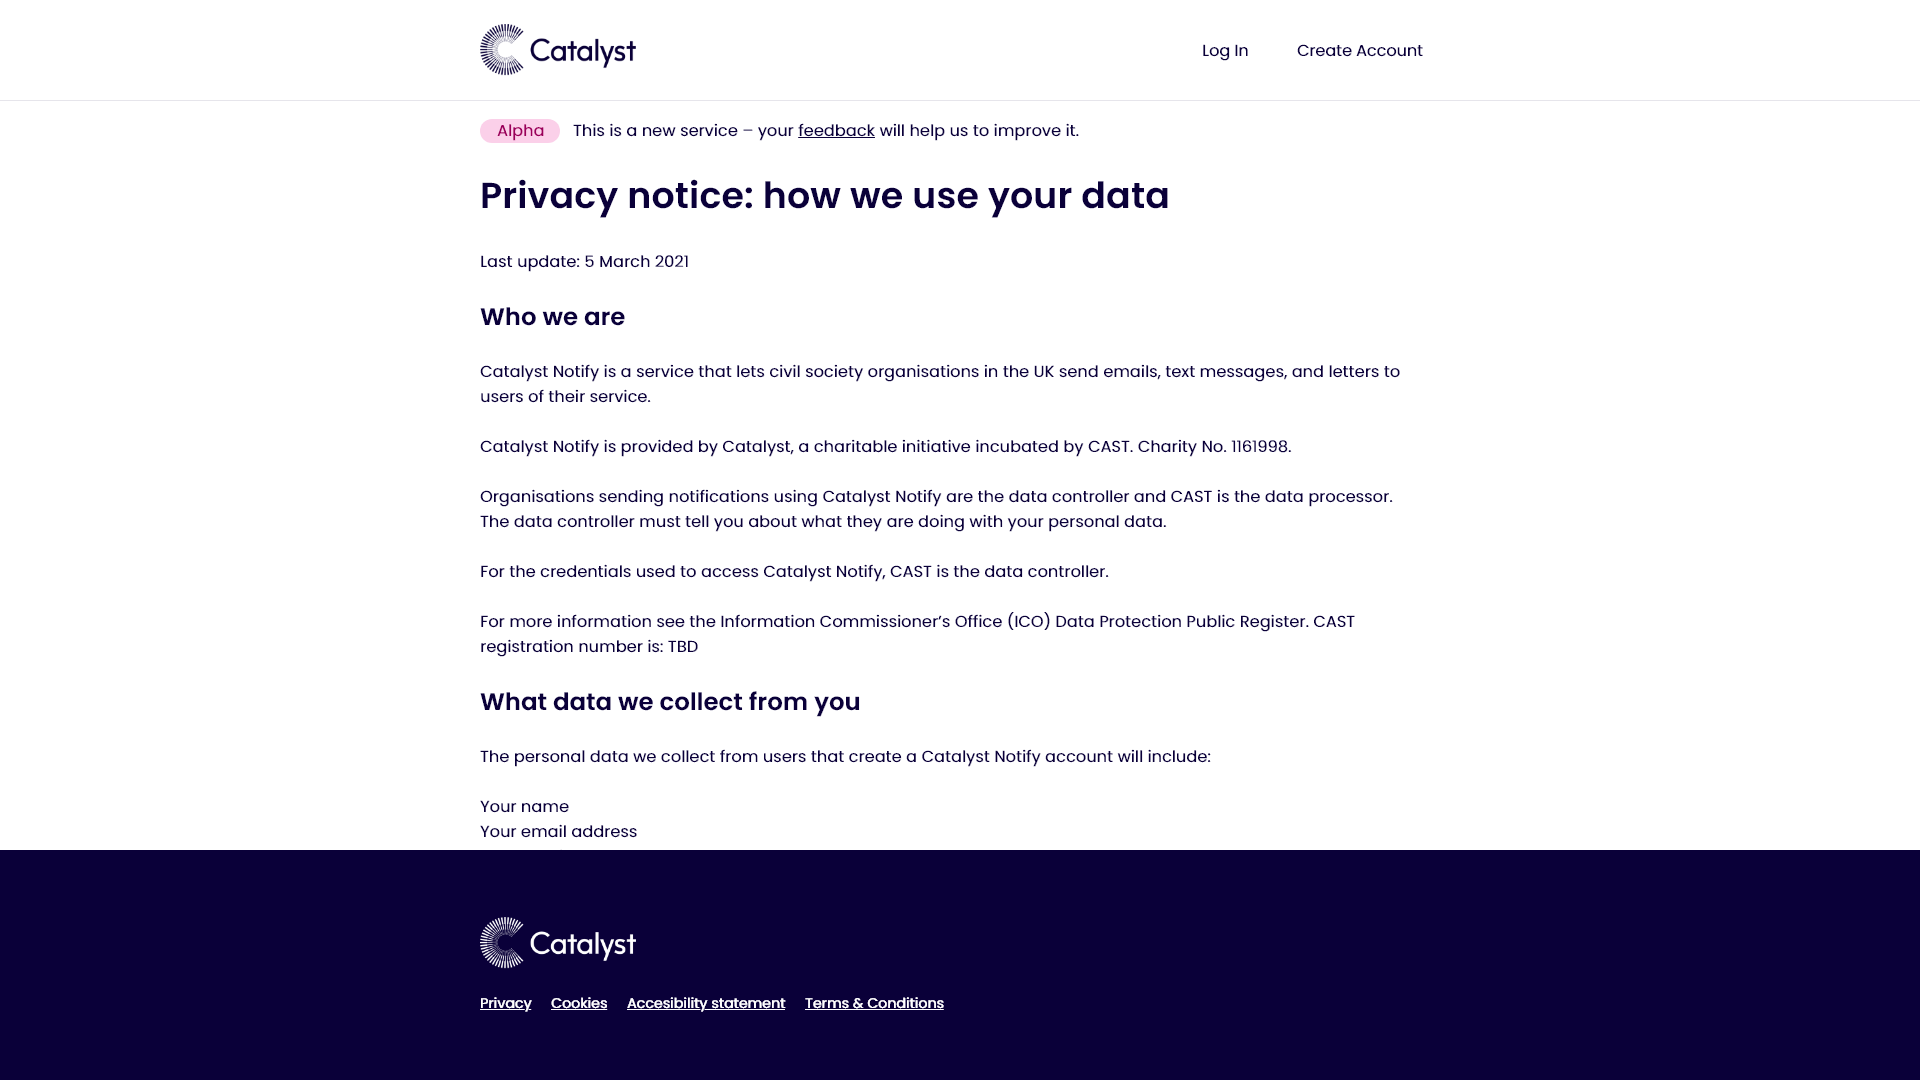 Catalyst
Log In
Create Account
Alpha
This is a new service – your feedback will help us to improve it.
Privacy notice: how we use your data
Last update: 5 March 2021
Who we are
Catalyst Notify is a service that lets civil society organisations in the UK send emails, text messages, and letters to
users of their service.
Catalyst Notify is provided by Catalyst, a charitable initiative incubated by CAST. Charity No. 1161998.
Organisations sending notifications using Catalyst Notify are the data controller and CAST is the data processor.
The data controller must tell you about what they are doing with your personal data.
For the credentials used to access Catalyst Notify, CAST is the data controller.
For more information see the Information Commissioner’s Office (ICO) Data Protection Public Register. CAST
registration number is: TBD
What data we collect from you
The personal data we collect from users that create a Catalyst Notify account will include:
Your name
Your email address
Catalyst
Privacy
Cookies
Accesibility statement
Terms & Conditions